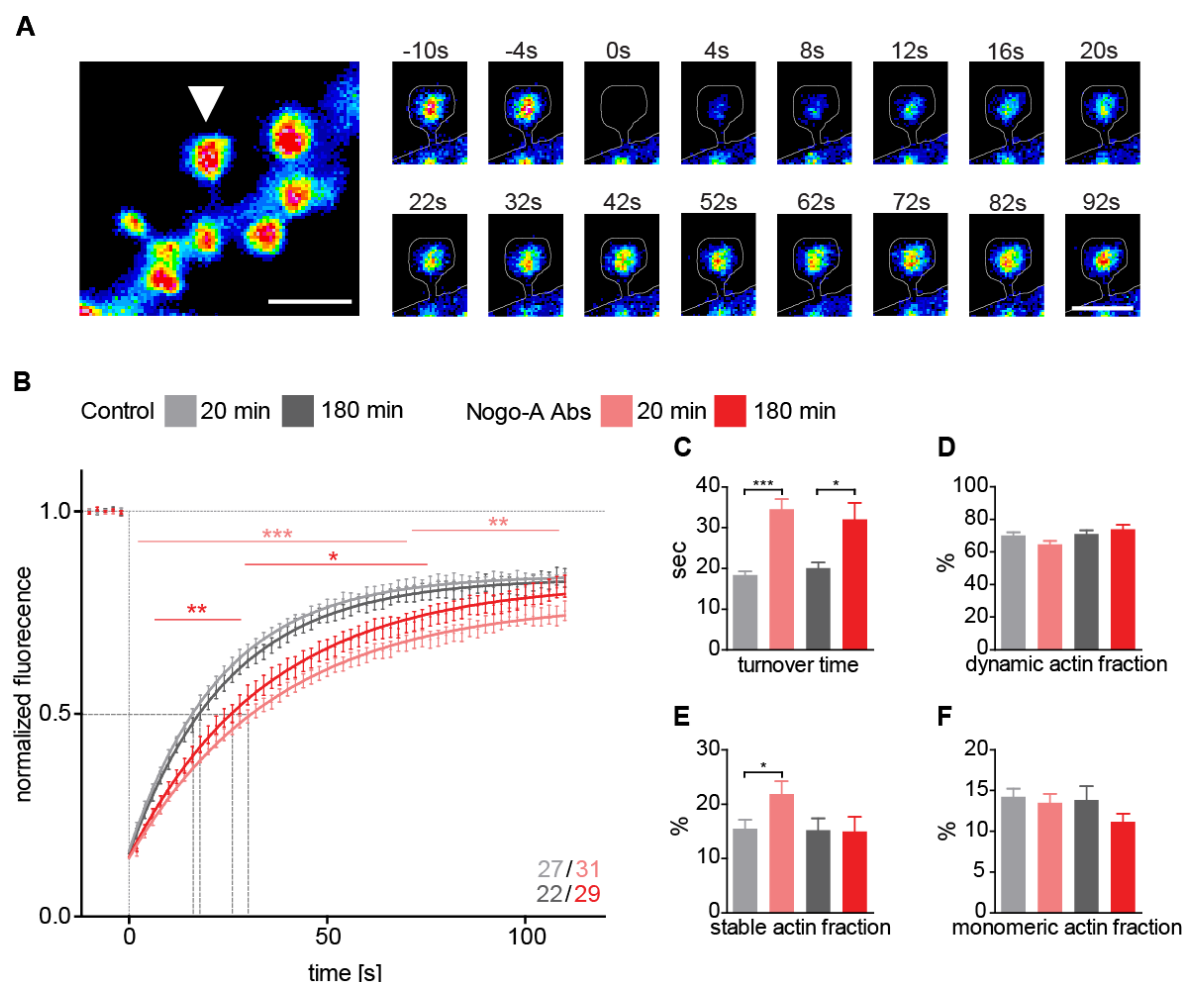 A
-10s -4s 0s 4s 8s 12s 16s 20s
22s 32s 42s 52s 62s 72s 82s 92s
B
Control 20 min 180 min Nogo-A Abs 20 min 180 min
normalized fluorecence
1.0
0.5
0.0
*** **
*
**
27/31
22/29
0 50 100
time [s]
C
sec
40
30
20
10
0
*** *
turnover time
D
%
100
80
60
40
20
0
dynamic actin fraction
E
%
30
20
10
0
*
stable actin fraction
F
%
20
15
10
5
0
monomeric actin fraction